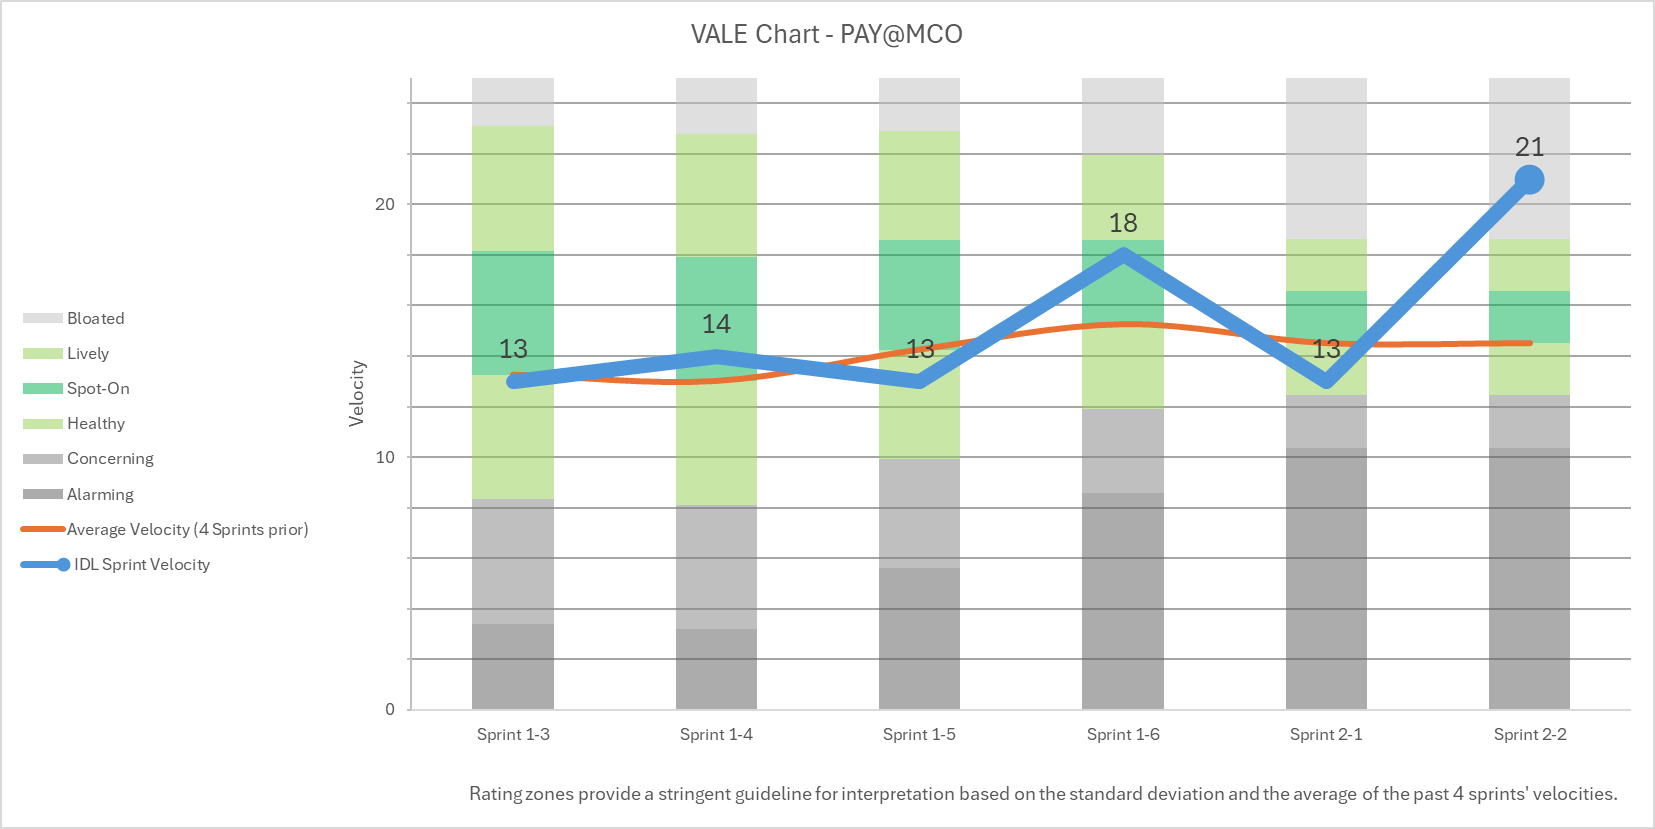 VALE Chart - PAY@MCO
Bloated
Lively
Spot-On
Healthy
Concerning
Alarming
Average Velocity (4 Sprints prior)
IDL Sprint Velocity
Velocity
20
10
0
13
14
13
18
13
21
Sprint 1-3
Sprint 1-4
Sprint 1-5
Sprint 1-6
Sprint 2-1
Sprint 2-2
Rating zones provide a stringent guideline for interpretation based on the standard deviation and the average of the past 4 sprints' velocities.